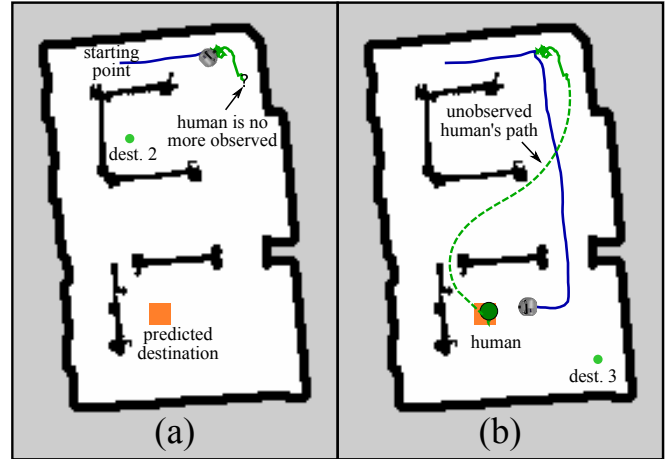 starting
point
?
human is no
more observed
dest. 2
predicted
destination
(a)
unobserved
human's path
human
dest. 3
(b)